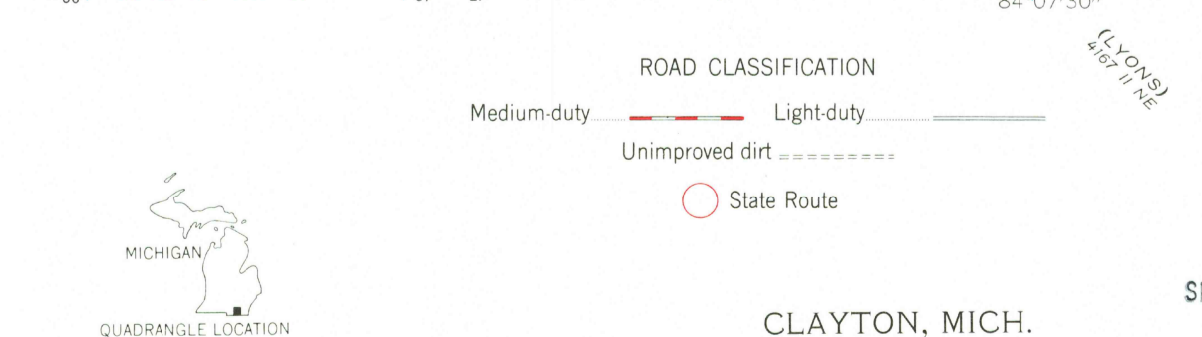 84°07'30"
(LYONS)
4167 II NE
ROAD CLASSIFICATION
Medium-duty Light-duty
Unimproved dirt
State Route
MICHIGAN
QUADRANGLE LOCATION
CLAYTON, MICH.